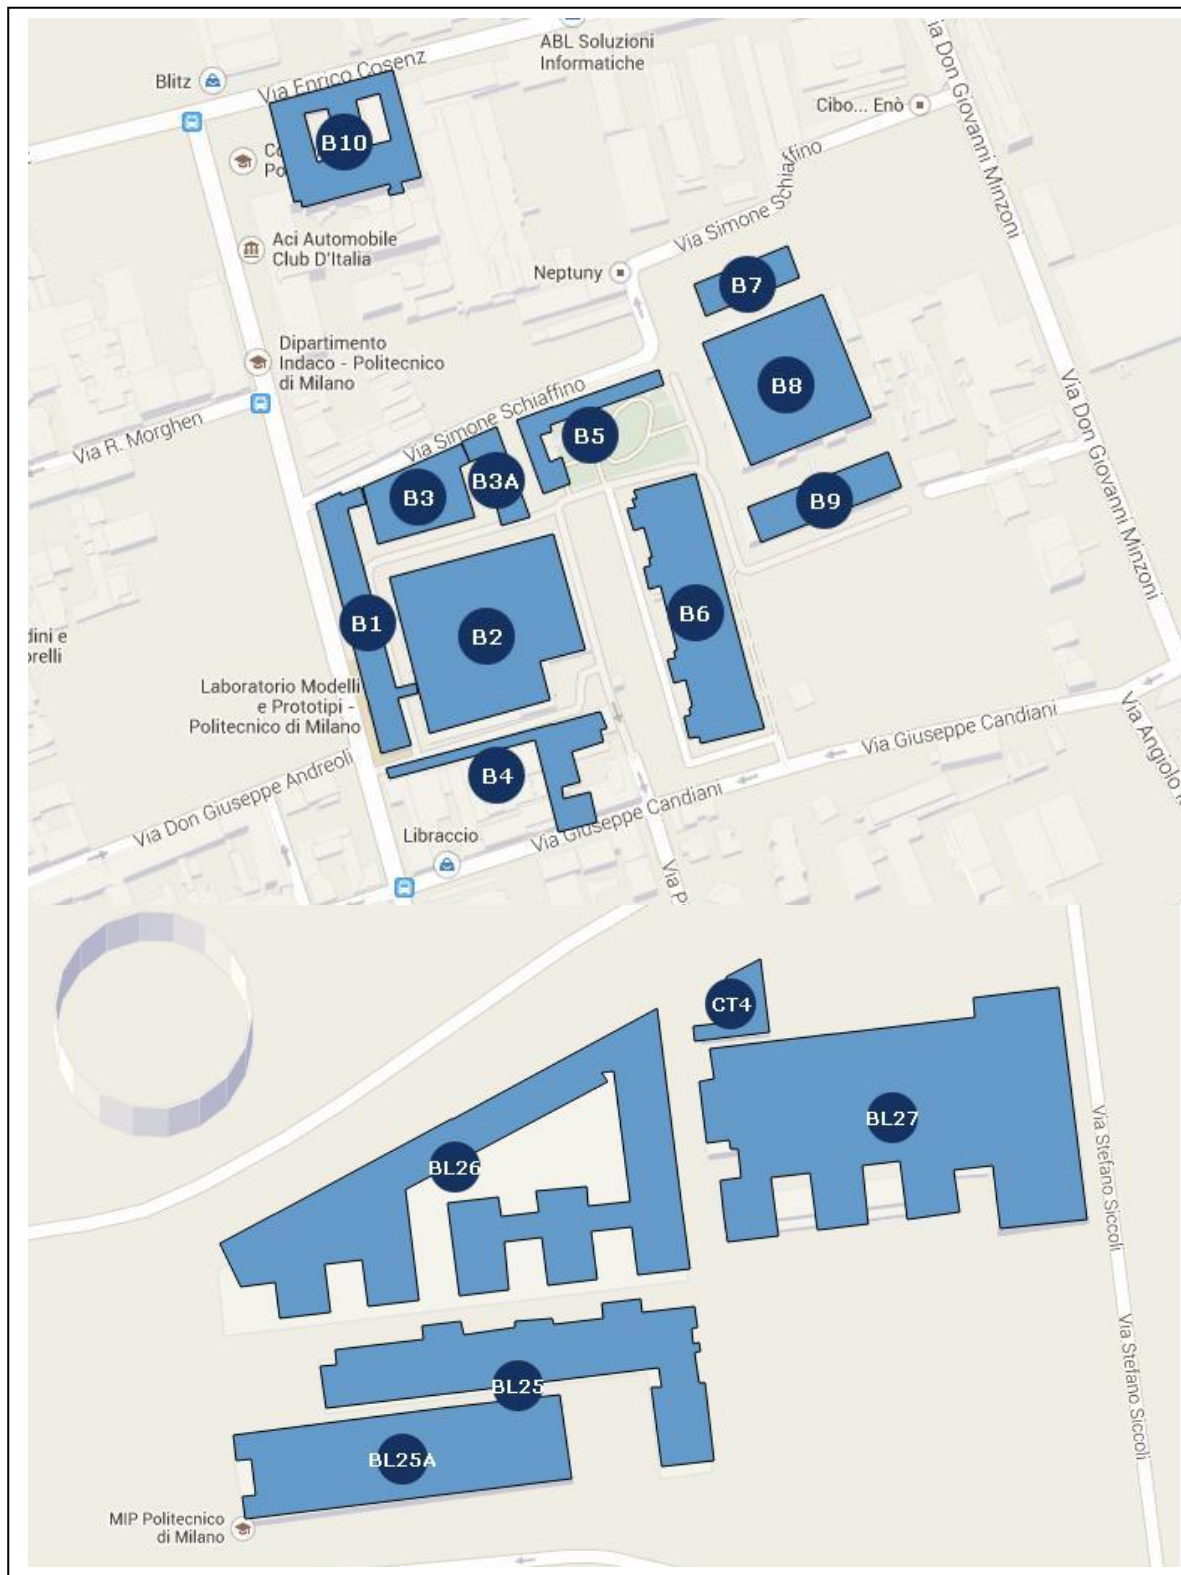 ABL Soluzioni
Informatiche
Blitz
Via Enrico Cosenz
Cibo... Enò
Via Don Giovanni Minzoni
B10
Via Simone Schiaffino
Aci Automobile
Club D'Italia
Neptuny
B7
Dipartimento
Indaco - Politecnico
di Milano
B8
Via R. Morghen
Via Simone Schiaffino
Via Don Giovanni Minzoni
B5
B3A
B3
B9
B6
B1
B2
Laboratorio Modelli
e Prototipi -
Politecnico di Milano
Via Giuseppe Candiani
Via Angiolo
B4
Via Don Giuseppe Andreoli
Via Giuseppe Candiani
Libraccio
Via P
CT4
BL27
Via Stefano Siccoli
BL26
Via Stefano Siccoli
BL25
BL25A
MIP Politecnico
di Milano